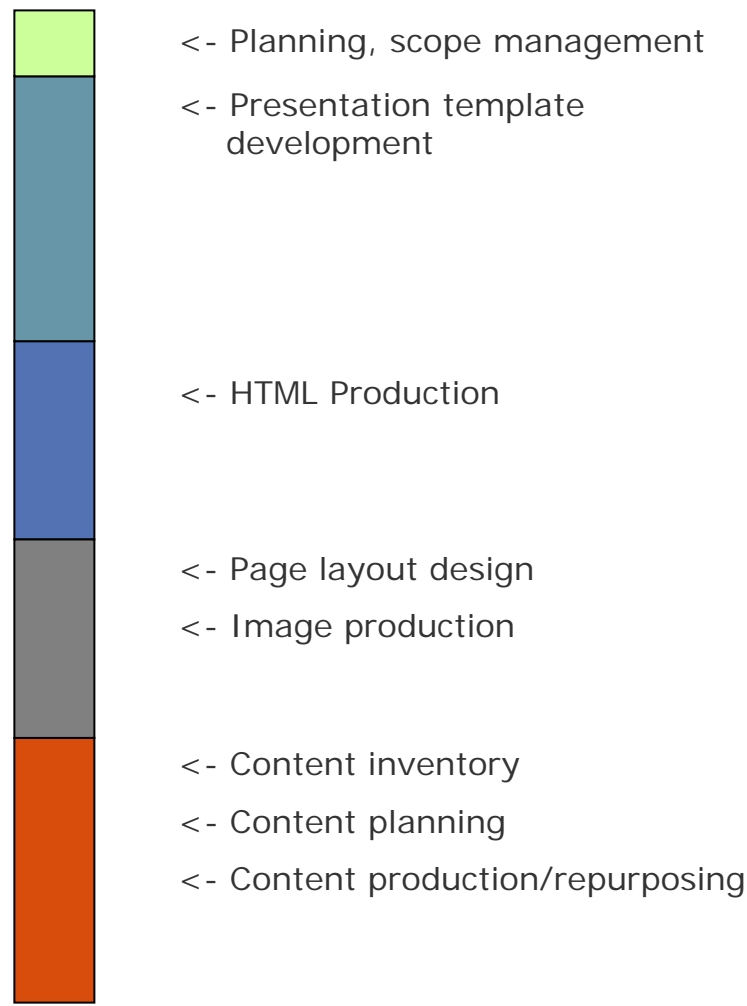 <- Planning, scope management
<- Presentation template
development
<- HTML Production
<- Page layout design
<- Image production
<- Content inventory
<- Content planning
<- Content production/repurposing